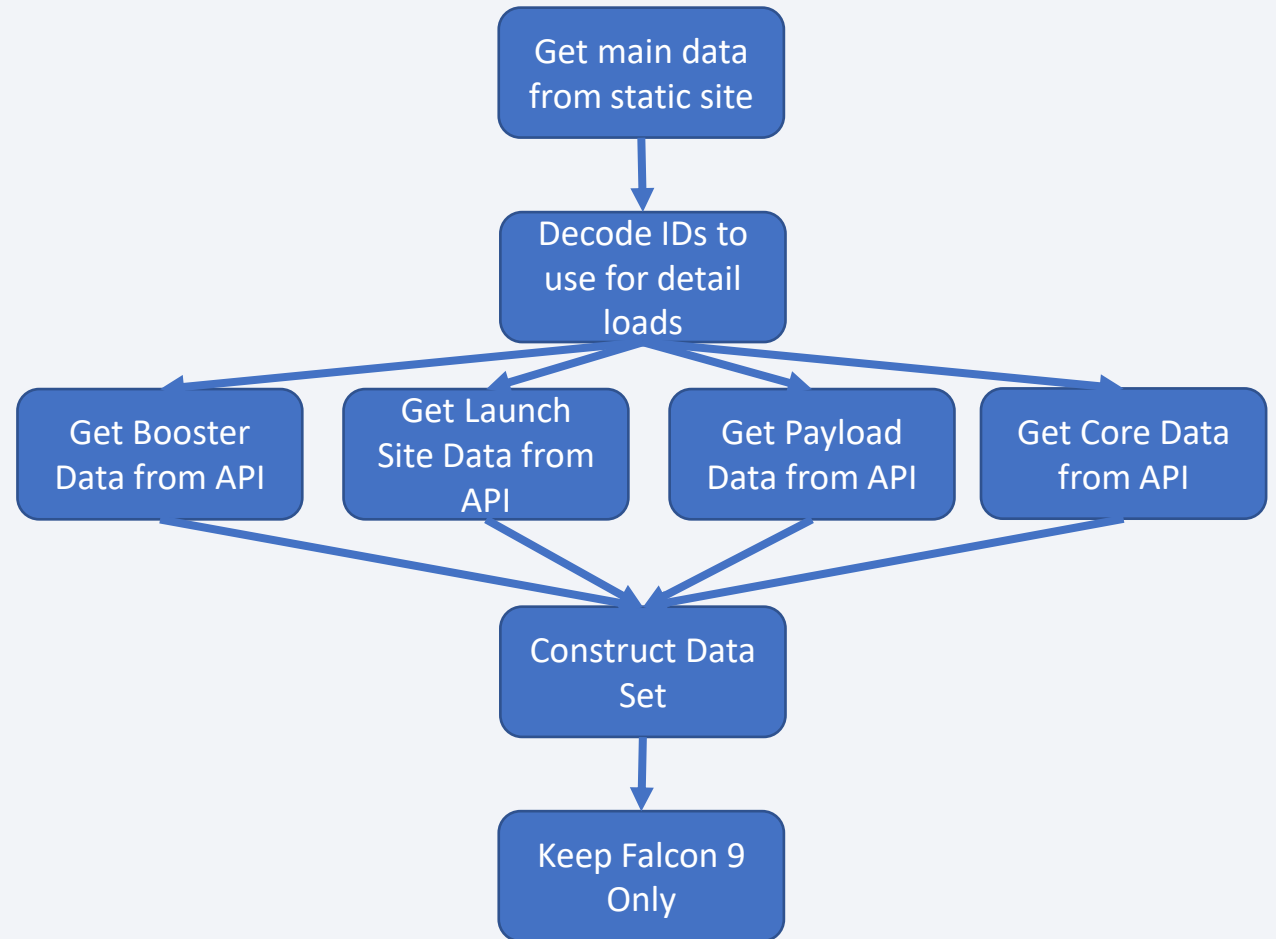 Get main data
from static site
Decode IDs to
use for detail
loads
Get Booster
Data from API
Get Launch
Site Data from
API
Get Payload
Data from API
Get Core Data
from API
Construct Data
Set
Keep Falcon 9
Only